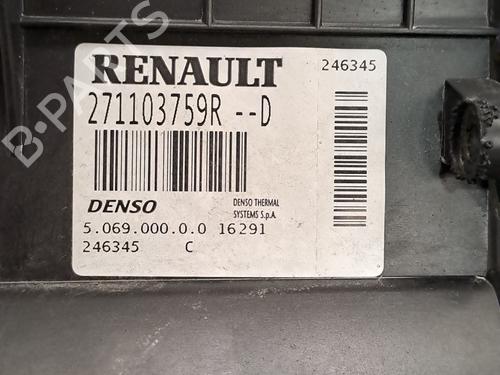 RENAULT
246345
271103759R --D
DENSO
DENSO THERMAL
SYSTEMS S.p.A.
5.069.000.0.0 16291
246345 C
B-PARTS